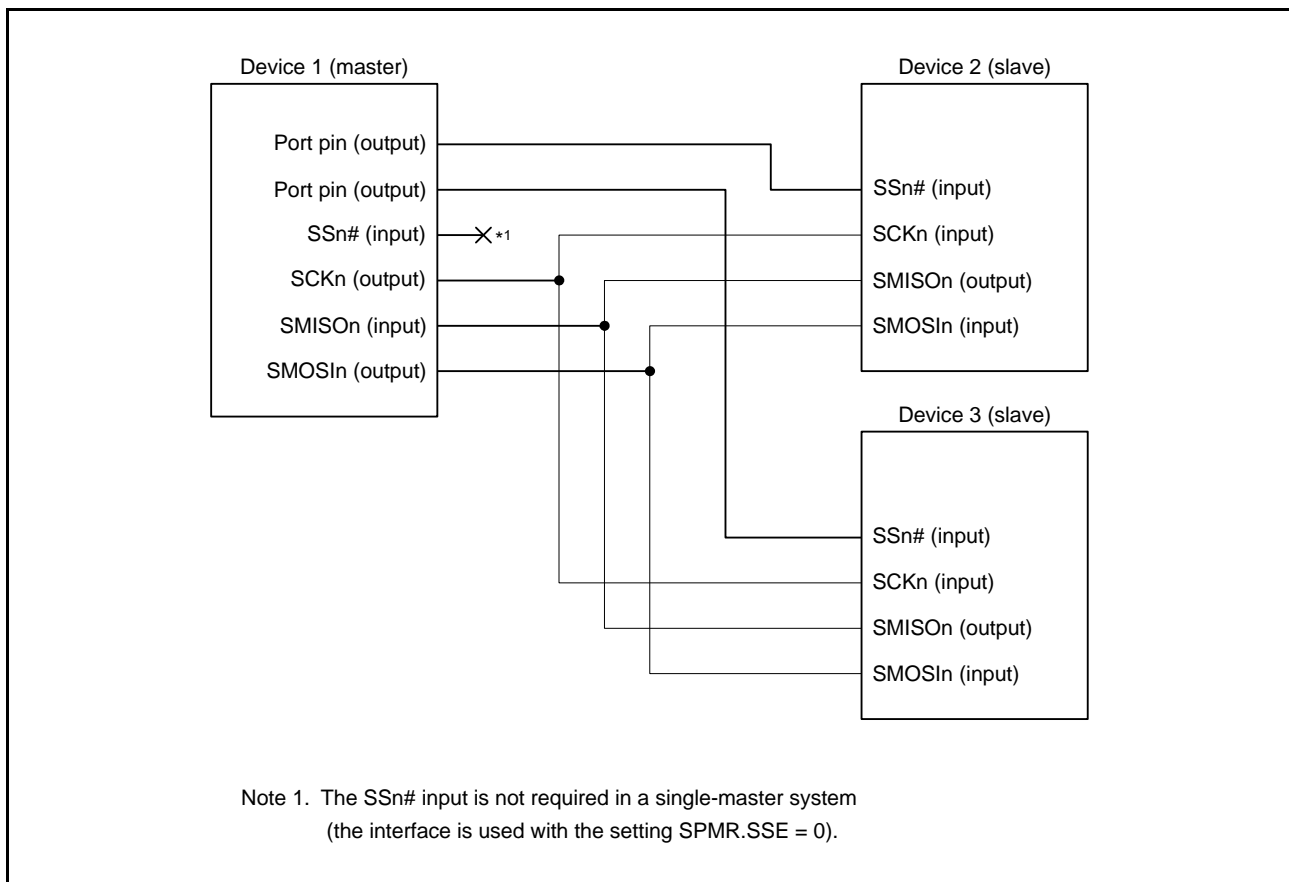 Device 1 (master)
Port pin (output)
Port pin (output)
SSn# (input)
*1
SCKn (output)
SMISOn (input)
SMOSIn (output)
Device 2 (slave)
SSn# (input)
SCKn (input)
SMISOn (output)
SMOSIn (input)
Device 3 (slave)
SSn# (input)
SCKn (input)
SMISOn (output)
SMOSIn (input)
Note 1. The SSn# input is not required in a single-master system
(the interface is used with the setting SPMR.SSE = 0).